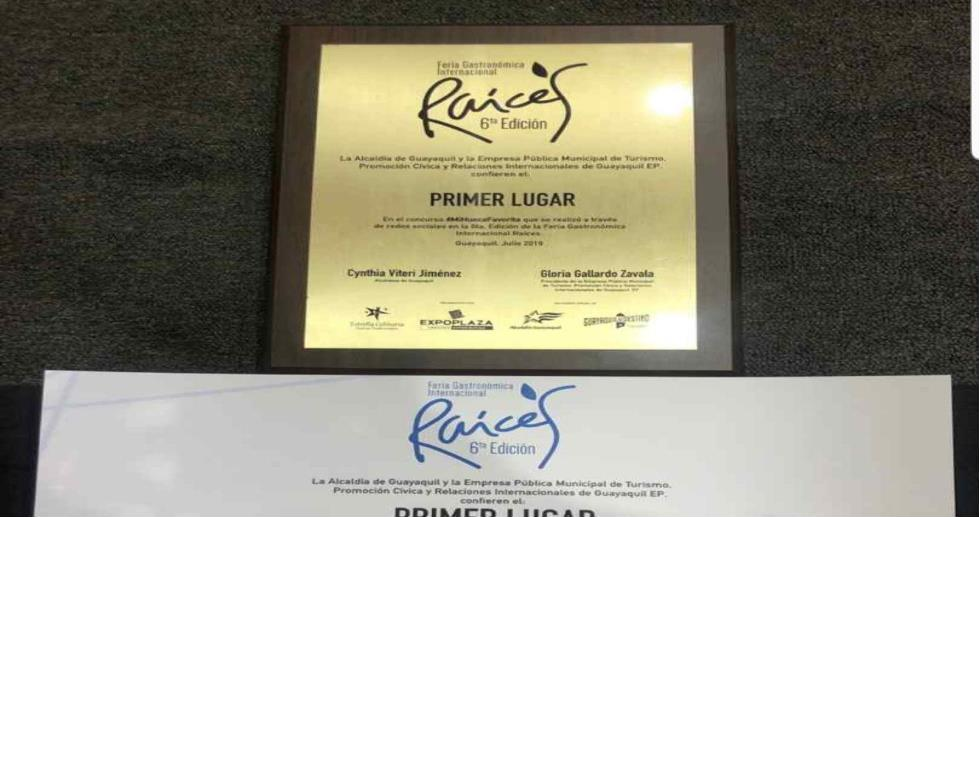 Feria Gastronómica
Internacional
Raíces
6ta Edición
La Alcaldía de Guayaquil y la Empresa Pública Municipal de Turismo,
Promoción Cívica y Relaciones Internacionales de Guayaquil EP.
confieren el:
PRIMER LUGAR
En el concurso #MiHuecaFavorita que se realizó a través
de redes sociales en la 6ta. Edición de la Feria Gastronómica
Internacional Raíces.
Guayaquil, Julio 2019
Cynthia Viteri Jiménez
Gloria Gallardo Zavala
Alcaldesa de Guayaquil
Presidenta de la Empresa Pública Municipal
de Turismo, Promoción Cívica y Relaciones
Internacionales de Guayaquil EP
Estrella Culinaria
EXPOPLAZA
Alcaldía Guayaquil
Feria Gastronómica
Internacional
Raíces
6ta Edición
La Alcaldía de Guayaquil y la Empresa Pública Municipal de Turismo,
Promoción Cívica y Relaciones Internacionales de Guayaquil EP.
confieren el:
PRIMER LUGAR